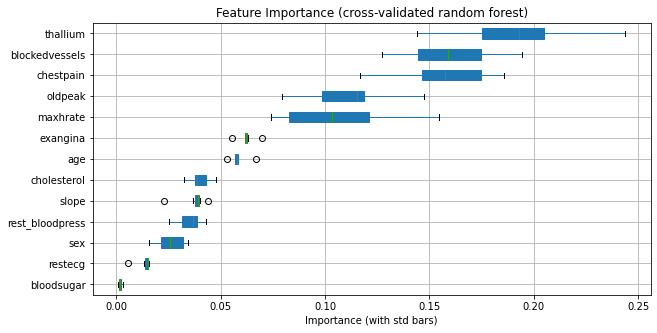 Feature Importance (cross-validated random forest)
thallium
blockedvessels
chestpain
oldpeak
maxhrate
exangina
age
cholesterol
slope
rest_bloodpress
sex
restecg
bloodsugar
0.00 0.05 0.10 0.15 0.20 0.25
Importance (with std bars)